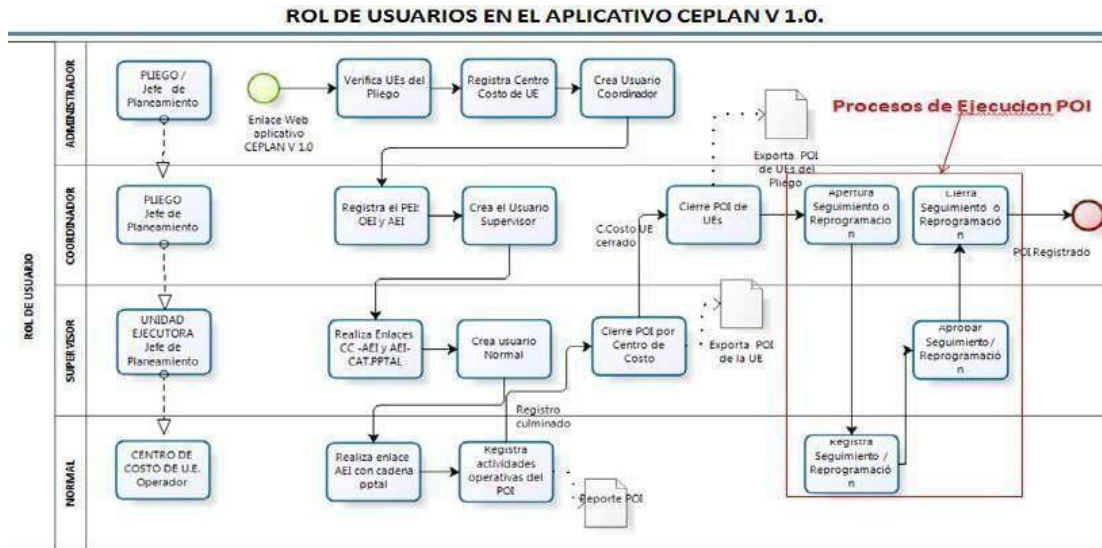 ROL DE USUARIOS EN EL APLICATIVO CEPLAN V 1.0.
ROL DE USUARIO
ADMINISTRADOR
PLIEGO /
Jefe de
Planeamiento
Enlace Web
aplicativo
CEPLAN V 1.0
Verifica UEs del
Pliego
Registra Centro
Costo de UE
Crea Usuario
Coordinador
Exporta POI
de UEs del
Pliego
Procesos de Ejecucion POI
COORDINADOR
PLIEGO
Jefe de
Planeamiento
Registra el PEI:
OEI y AEI
Crea el Usuario
Supervisor
C.Costo UE
cerrado
Cierre POI de
UEs
Apertura
Seguimiento o
Reprogramació
n
Cierra
Seguimiento o
Reprogramació
n
POI Registrado
SUPERVISOR
UNIDAD
EJECUTORA
Jefe de
Planeamiento
Realiza Enlaces
CC -AEI y AEI-
CAT.PPTAL
Crea usuario
Normal
Cierre POI por
Centro de
Costo
Exporta POI
de la UE
Aprobar
Seguimiento/
Reprogramació
n
Registro
culminado
NORMAL
CENTRO DE
COSTO DE U.E.
Operador
Realiza enlace
AEI con cadena
pptal
Registra
actividades
operativas del
POI
Reporte POI
Registra
Seguimiento /
Reprogramació
n